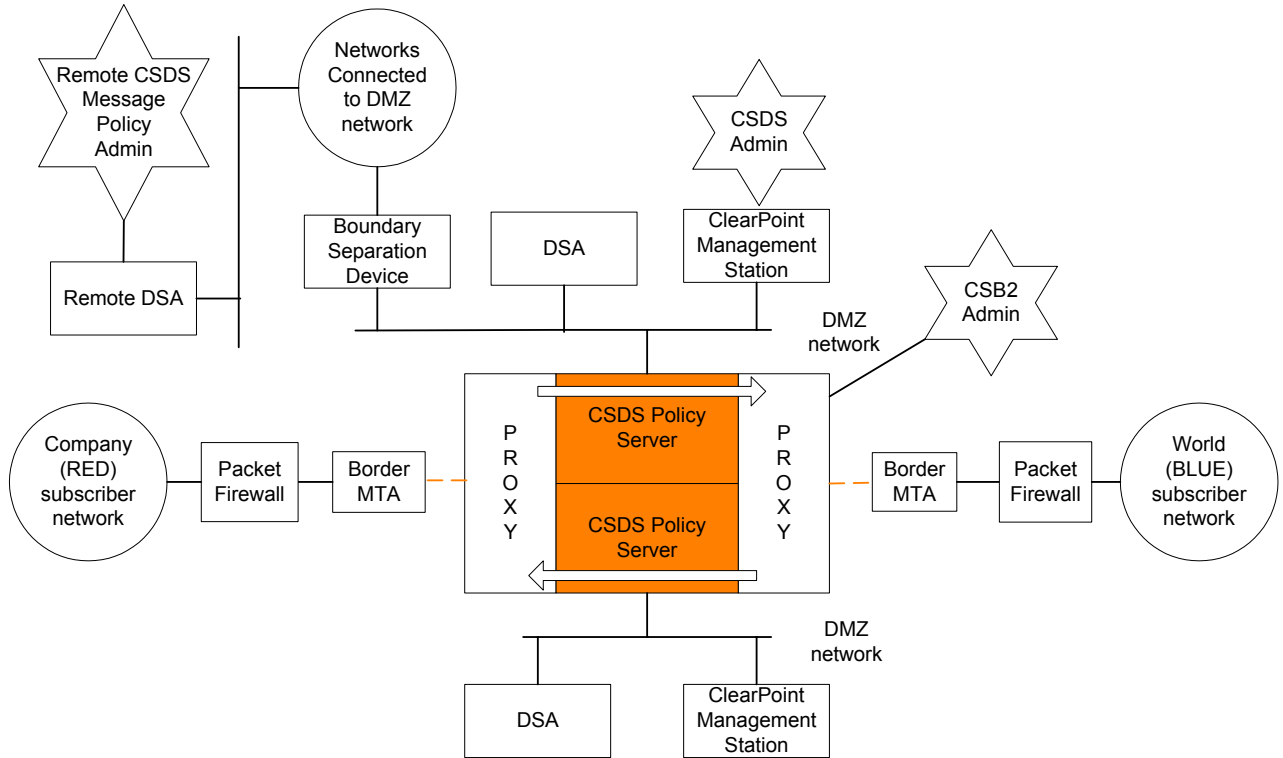 Remote CSDS
Message
Policy
Admin
Networks
Connected
to DMZ
network
CSDS
Admin
Remote DSA
Boundary
Separation
Device
DSA
ClearPoint
Management
Station
CSB2
Admin
DMZ
network
Company
(RED)
subscriber
network
Packet
Firewall
Border
MTA
P
R
O
X
Y
CSDS Policy
Server
CSDS Policy
Server
P
R
O
X
Y
Border
MTA
Packet
Firewall
World
(BLUE)
subscriber
network
DMZ
network
DSA
ClearPoint
Management
Station